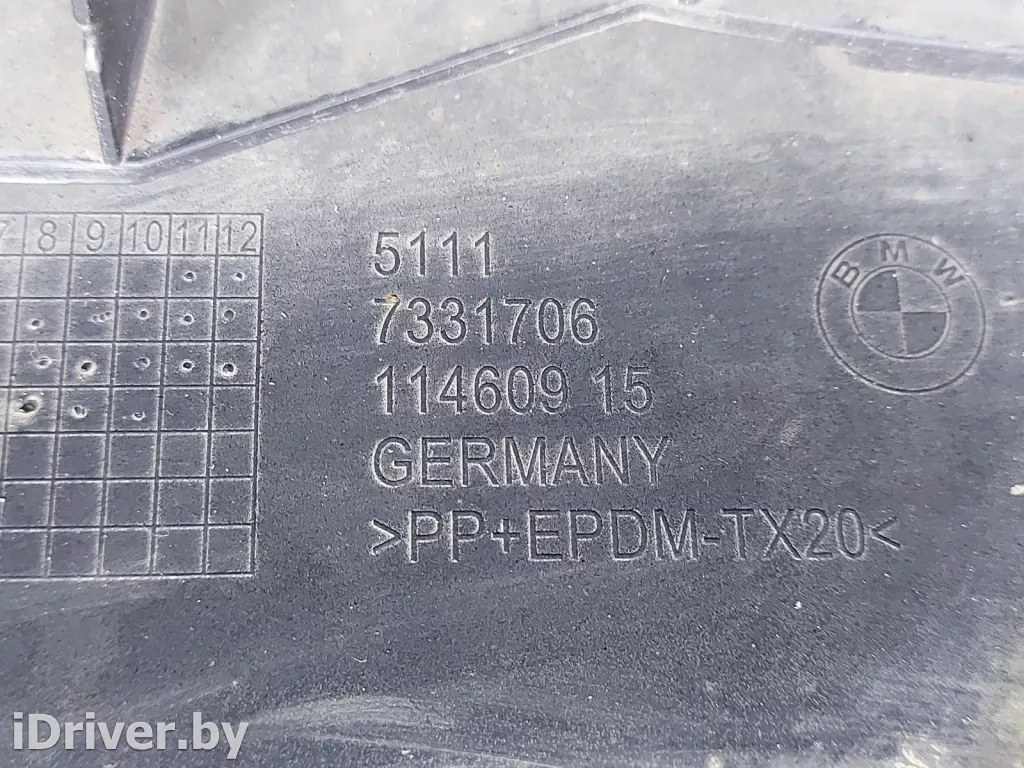 7 8 9 10 11 12
5111
7331706
114609 15
GERMANY
>PP+EPDM-TX20<
BMW
iDriver.by